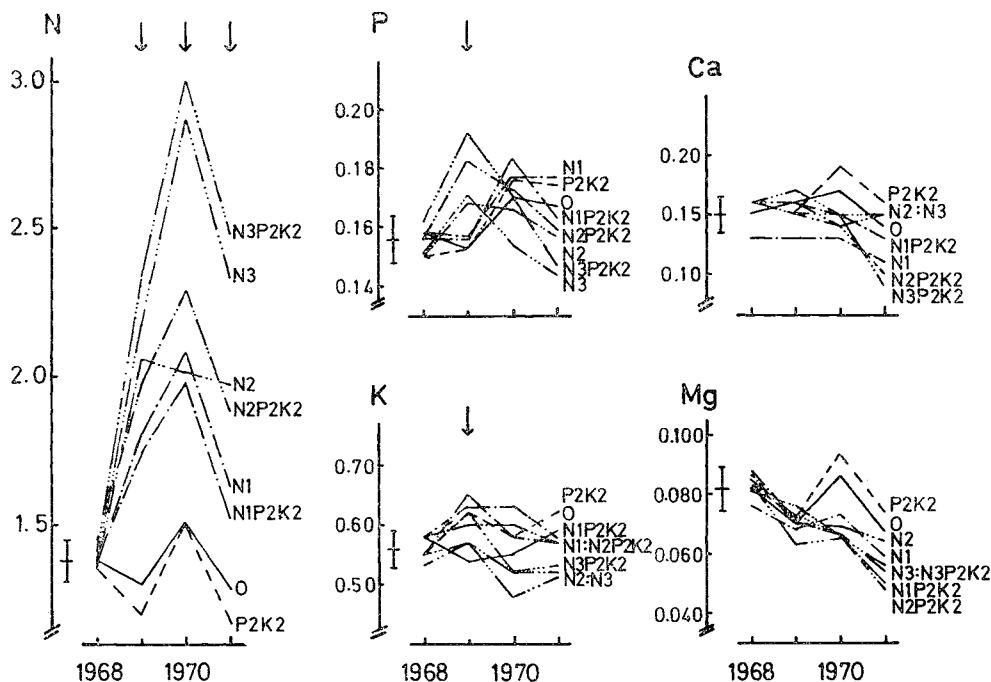 N
3.0
2.5
2.0
1.5
N3P2K2
N3
N2
N2P2K2
N1
N1P2K2
O
P2K2
1968
1970
P
0.20
0.18
0.16
0.14
N1
P2K2
O
N1P2K2
N2P2K2
N2
N3P2K2
N3
Ca
0.20
0.15
0.10
P2K2
N2:N3
O
N1P2K2
N1
N2P2K2
N3P2K2
K
0.70
0.60
0.50
P2K2
O
N1P2K2
N1:N2P2K2
N3P2K2
N2:N3
1968
1970
Mg
0.100
0.080
0.060
0.040
P2K2
O
N2
N1
N3:N3P2K2
N1P2K2
N2P2K2
1968
1970